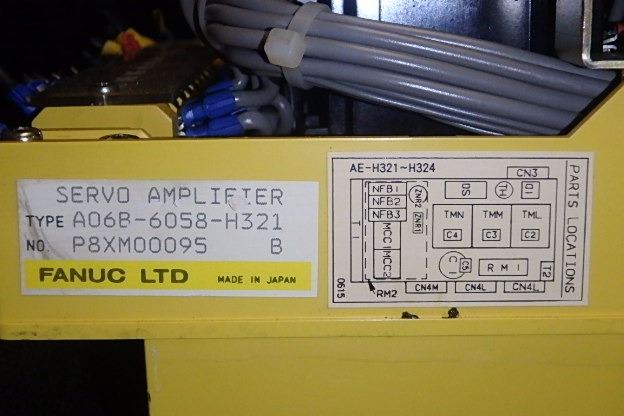 SERVO AMPLIFIER
TYPE A06B-6058-H321
NO. P8XM00095 B
FANUC LTD MADE IN JAPAN
AE-H321~H324
CN3
NFB1
NFB2
NFB3
ZNR2
ZNR1
DS
TH
T1
MCC1
MCC2
TMN
TMM
TML
C4
C3
C2
C1
C5
RM1
T2
RM2
CN4M
CN4L
CN4L
0615
PARTS LOCATIONS